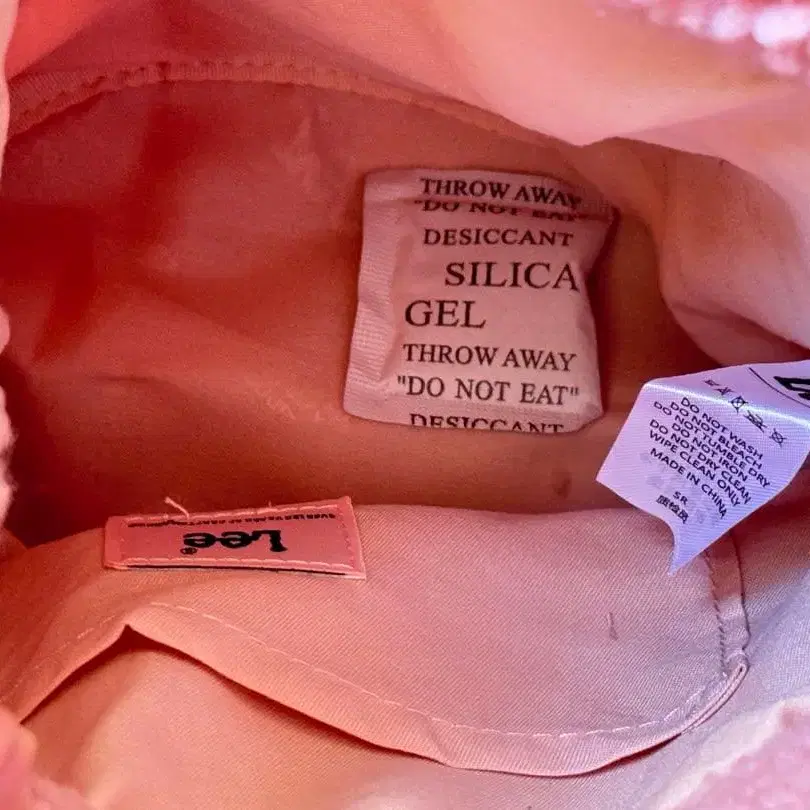 THROW AWAY
"DO NOT EAT"
DESICCANT
SILICA
GEL
THROW AWAY
"DO NOT EAT"
DESICCANT
DO NOT WASH
DO NOT BLEACH
DO TUMBLE DRY
DO NOT IRON
DO NOT DRY CLEAN
WIPE CLEAN ONLY
MADE IN CHINA
SR
Lee®